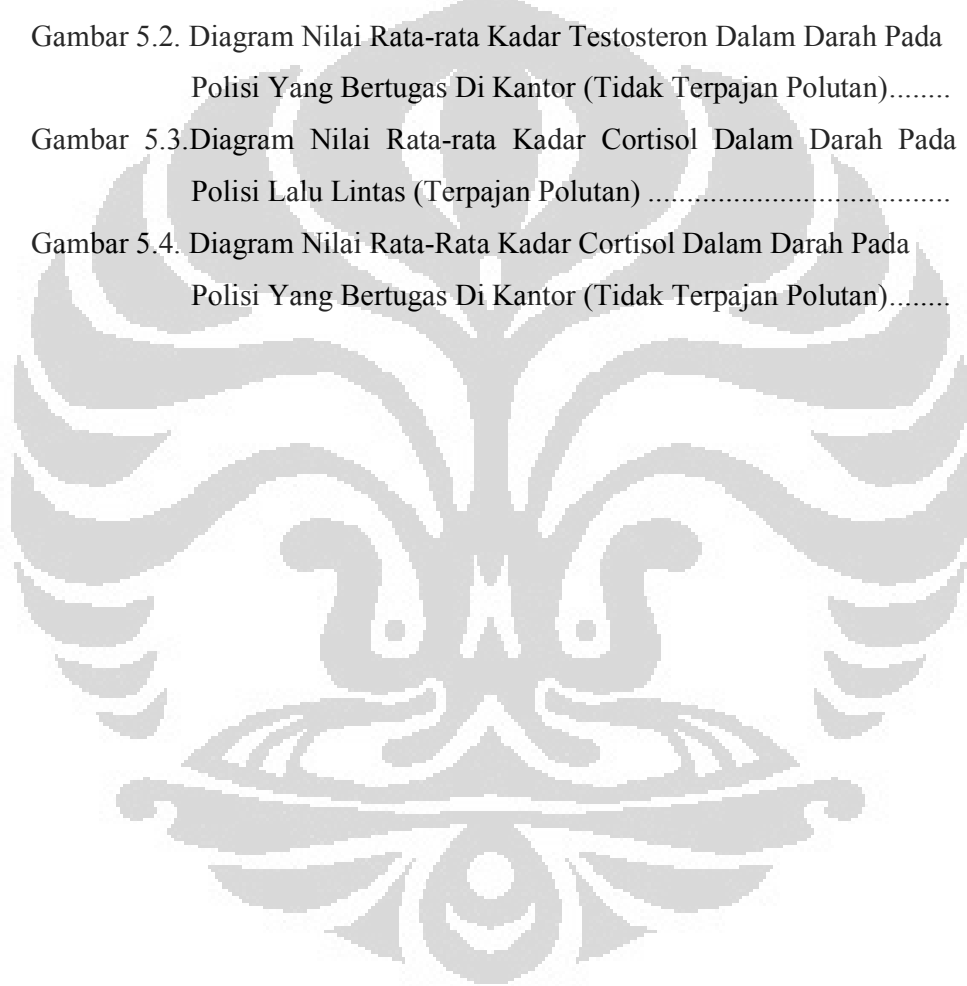 Gambar 5.2. Diagram Nilai Rata-rata Kadar Testosteron Dalam Darah Pada
Polisi Yang Bertugas Di Kantor (Tidak Terpajan Polutan)........
Gambar 5.3.Diagram Nilai Rata-rata Kadar Cortisol Dalam Darah Pada
Polisi Lalu Lintas (Terpajan Polutan) .......................................
Gambar 5.4. Diagram Nilai Rata-Rata Kadar Cortisol Dalam Darah Pada
Polisi Yang Bertugas Di Kantor (Tidak Terpajan Polutan)........